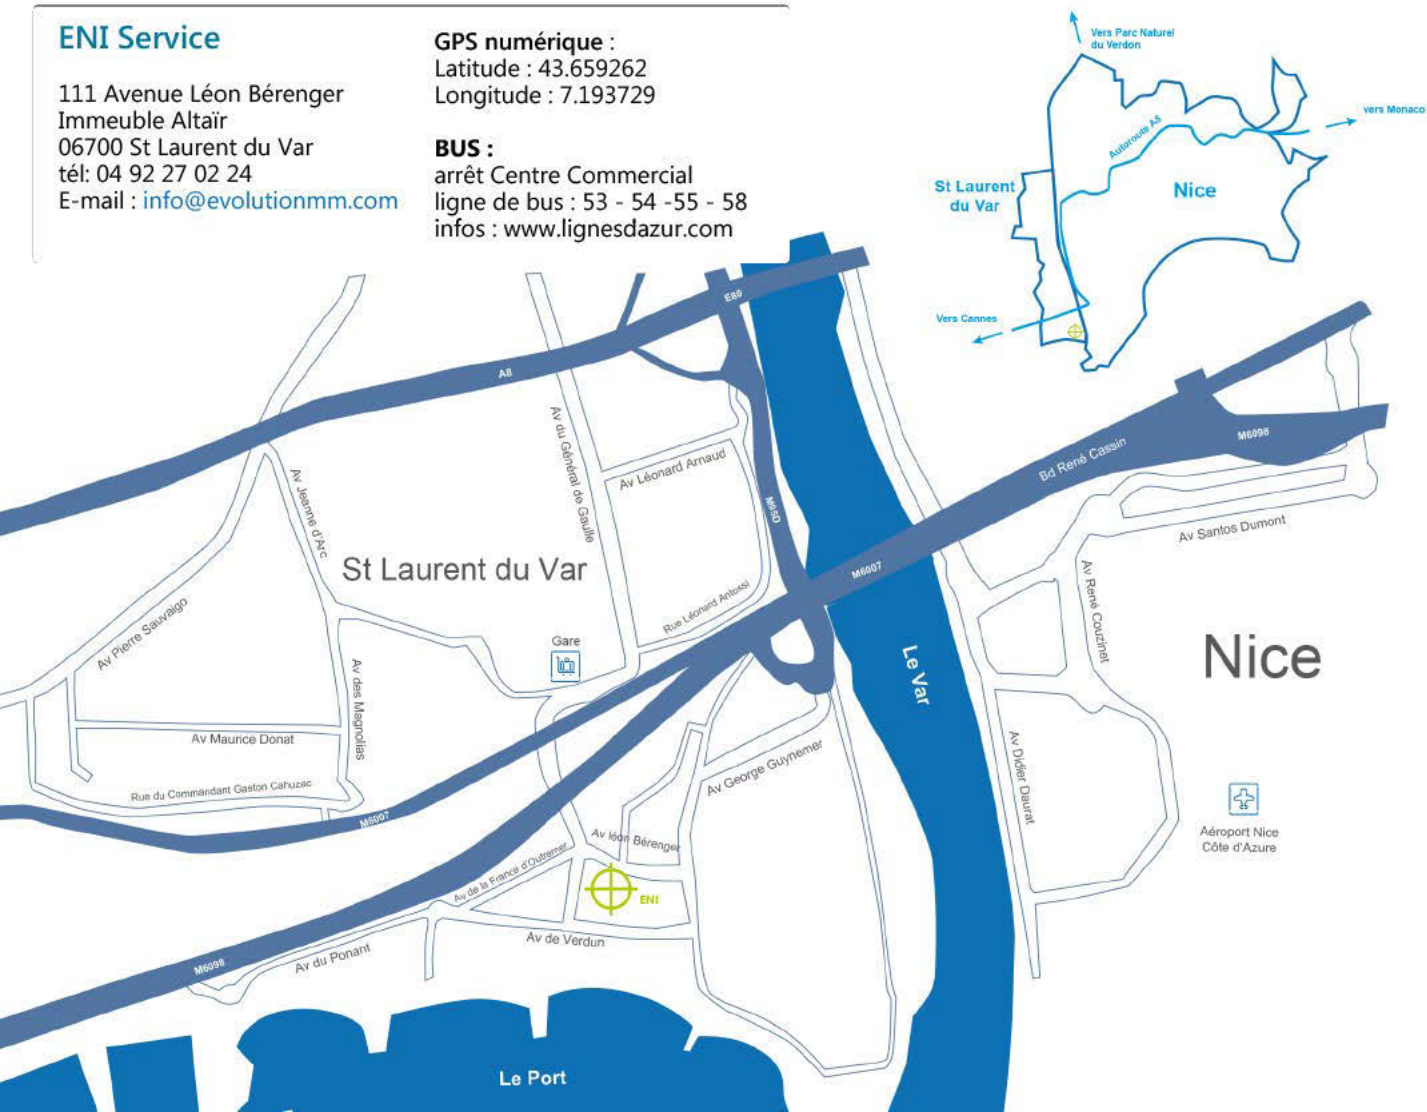 ENI Service
111 Avenue Léon Bérenger
Immeuble Altaïr
06700 St Laurent du Var
tél: 04 92 27 02 24
E-mail : info@evolutionmm.com
GPS numérique :
Latitude : 43.659262
Longitude : 7.193729
BUS :
arrêt Centre Commercial
ligne de bus : 53 - 54 -55 - 58
infos : www.lignesdazur.com
Vers Parc Naturel
du Verdon
vers Monaco
Autoroute A8
St Laurent
du Var
Nice
Vers Cannes
E80
A8
Av du Général de Gaulle
Av Léonard Arnaud
M95D
Bd René Cassin
M6098
Av Jeanne d'Arc
Av Santos Dumont
St Laurent du Var
M6007
Av René Couzinet
Rue Léonard Antossi
Av Pierre Sauvaigo
Gare
Le Var
Nice
Av des Magnolias
Av Maurice Donat
Av George Guynemer
Av Didier Daurat
Rue du Commandant Gaston Cahuzac
M6007
Aéroport Nice
Côte d'Azure
Av léon Bérenger
Av de la France d'Outremer
ENI
Av de Verdun
Av du Ponant
M6098
Le Port